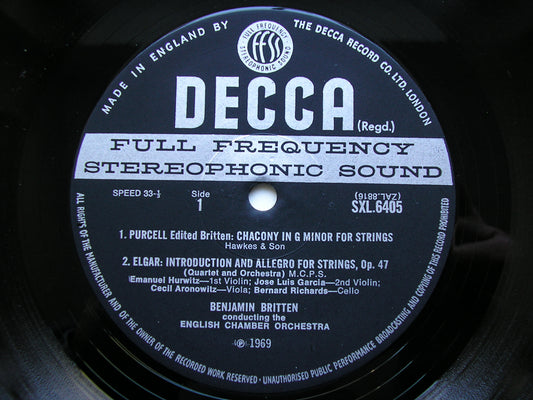 MADE IN ENGLAND BY THE DECCA RECORD CO. LTD. LONDON
FULL FREQUENCY
ffss
STEREOPHONIC SOUND
DECCA
(Regd.)
FULL FREQUENCY
STEREOPHONIC SOUND
SPEED 33-⅓
Side
1
(ZAL.8816)
SXL.6405
1. PURCELL Edited Britten: CHACONY IN G MINOR FOR STRINGS
Hawkes & Son
2. ELGAR: INTRODUCTION AND ALLEGRO FOR STRINGS, Op. 47
(Quartet and Orchestra) M.C.P.S.
Emanuel Hurwitz—1st Violin; Jose Luis Garcia—2nd Violin;
Cecil Aronowitz—Viola; Bernard Richards—Cello
BENJAMIN BRITTEN
conducting the
ENGLISH CHAMBER ORCHESTRA
℗ 1969
ALL RIGHTS OF THE MANUFACTURER AND OF THE OWNER OF THE RECORDED WORK RESERVED · UNAUTHORISED PUBLIC PERFORMANCE BROADCASTING AND COPYING OF THIS RECORD PROHIBITED